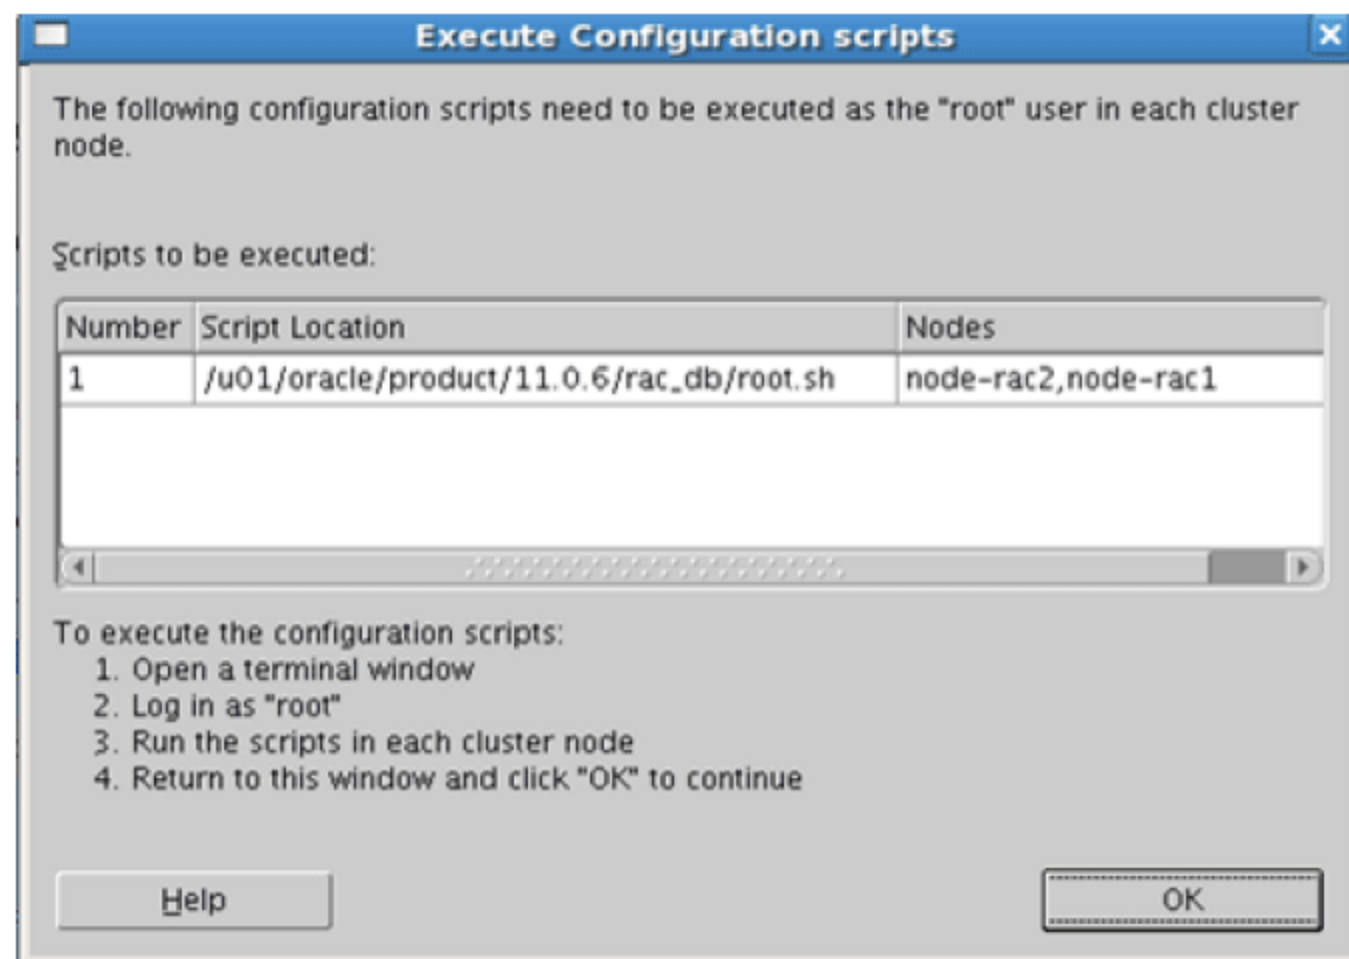 Execute Configuration scripts
The following configuration scripts need to be executed as the "root" user in each cluster
node.
Scripts to be executed:
Number Script Location Nodes
1 /u01/oracle/product/11.0.6/rac_db/root.sh node-rac2,node-rac1
To execute the configuration scripts:
1. Open a terminal window
2. Log in as "root"
3. Run the scripts in each cluster node
4. Return to this window and click "OK" to continue
Help OK